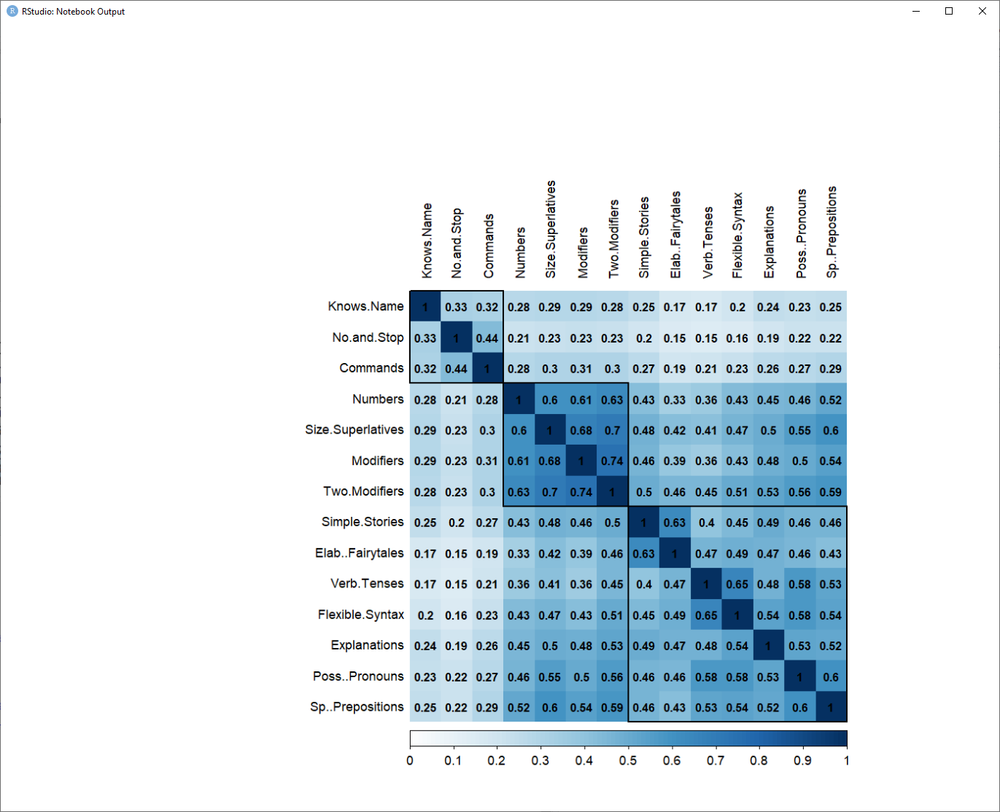 R RStudio: Notebook Output
Knows.Name No.and.Stop Commands Numbers Size.Superlatives Modifiers Two.Modifiers Simple.Stories Elab..Fairytales Verb.Tenses Flexible.Syntax Explanations Poss..Pronouns Sp..Prepositions
Knows.Name 1 0.33 0.32 0.28 0.29 0.29 0.28 0.25 0.17 0.17 0.2 0.24 0.23 0.25
No.and.Stop 0.33 1 0.44 0.21 0.23 0.23 0.23 0.2 0.15 0.15 0.16 0.19 0.22 0.22
Commands 0.32 0.44 1 0.28 0.3 0.31 0.3 0.27 0.19 0.21 0.23 0.26 0.27 0.29
Numbers 0.28 0.21 0.28 1 0.6 0.61 0.63 0.43 0.33 0.36 0.43 0.45 0.46 0.52
Size.Superlatives 0.29 0.23 0.3 0.6 1 0.68 0.7 0.48 0.42 0.41 0.47 0.5 0.55 0.6
Modifiers 0.29 0.23 0.31 0.61 0.68 1 0.74 0.46 0.39 0.36 0.43 0.48 0.5 0.54
Two.Modifiers 0.28 0.23 0.3 0.63 0.7 0.74 1 0.5 0.46 0.45 0.51 0.53 0.56 0.59
Simple.Stories 0.25 0.2 0.27 0.43 0.48 0.46 0.5 1 0.63 0.4 0.45 0.49 0.46 0.46
Elab..Fairytales 0.17 0.15 0.19 0.33 0.42 0.39 0.46 0.63 1 0.47 0.49 0.47 0.46 0.43
Verb.Tenses 0.17 0.15 0.21 0.36 0.41 0.36 0.45 0.4 0.47 1 0.65 0.48 0.58 0.53
Flexible.Syntax 0.2 0.16 0.23 0.43 0.47 0.43 0.51 0.45 0.49 0.65 1 0.54 0.58 0.54
Explanations 0.24 0.19 0.26 0.45 0.5 0.48 0.53 0.49 0.47 0.48 0.54 1 0.53 0.52
Poss..Pronouns 0.23 0.22 0.27 0.46 0.55 0.5 0.56 0.46 0.46 0.58 0.58 0.53 1 0.6
Sp..Prepositions 0.25 0.22 0.29 0.52 0.6 0.54 0.59 0.46 0.43 0.53 0.54 0.52 0.6 1
0 0.1 0.2 0.3 0.4 0.5 0.6 0.7 0.8 0.9 1